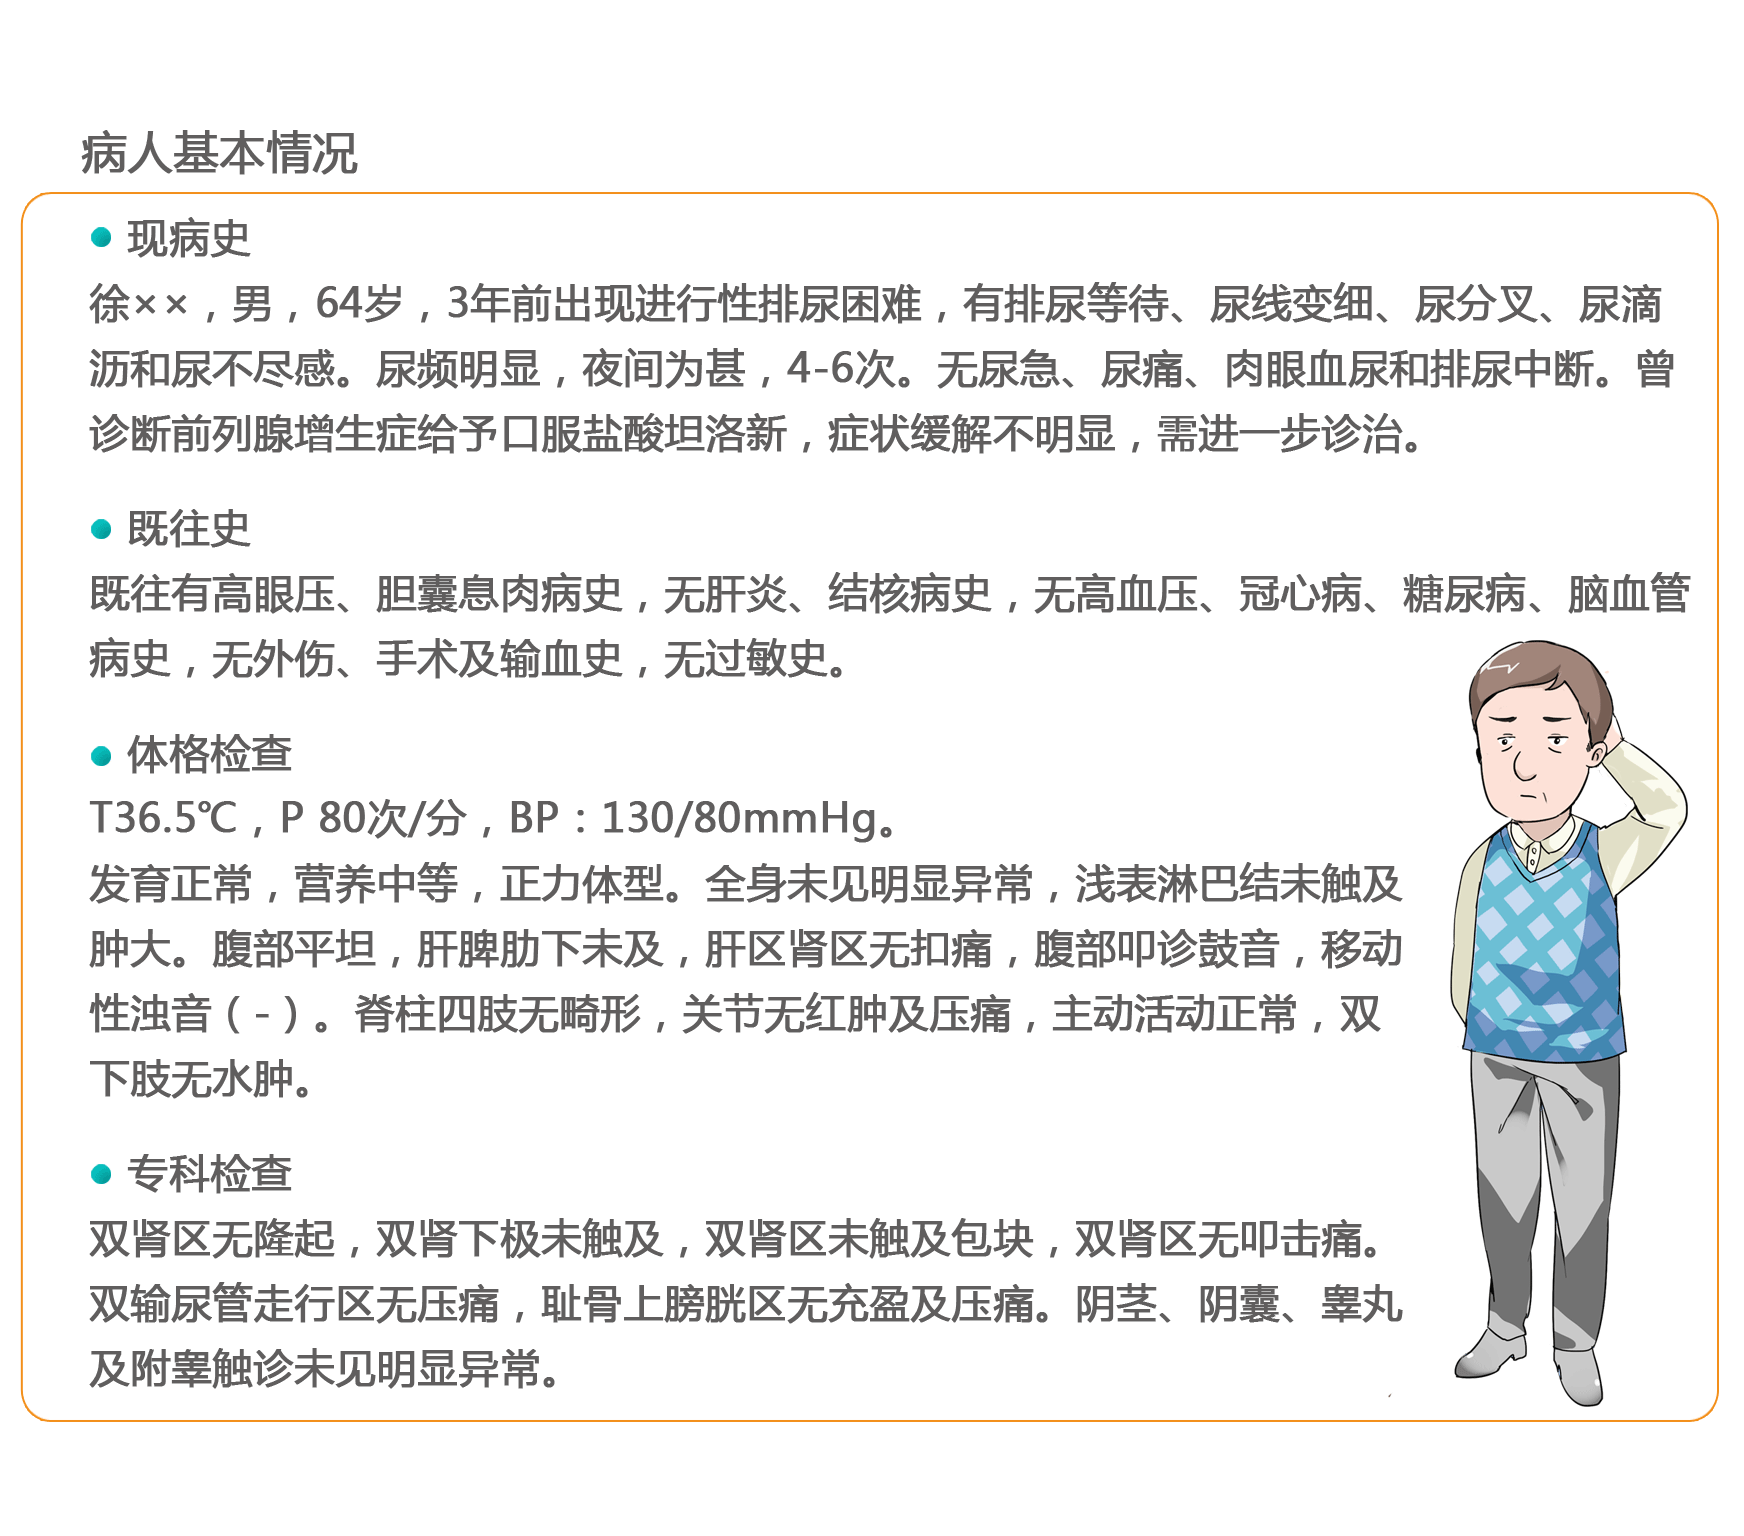 病人基本情况
现病史
徐××，男，64岁，3年前出现进行性排尿困难，有排尿等待、尿线变细、尿分叉、尿滴
沥和尿不尽感。尿频明显，夜间为甚，4-6次。无尿急、尿痛、肉眼血尿和排尿中断。曾
诊断前列腺增生症给予口服盐酸坦洛新，症状缓解不明显，需进一步诊治。
既往史
既往有高眼压、胆囊息肉病史，无肝炎、结核病史，无高血压、冠心病、糖尿病、脑血管
病史，无外伤、手术及输血史，无过敏史。
体格检查
T36.5℃，P 80次/分，BP：130/80mmHg。
发育正常，营养中等，正力体型。全身未见明显异常，浅表淋巴结未触及
肿大。腹部平坦，肝脾肋下未及，肝区肾区无扣痛，腹部叩诊鼓音，移动
性浊音（-）。脊柱四肢无畸形，关节无红肿及压痛，主动活动正常，双
下肢无水肿。
专科检查
双肾区无隆起，双肾下极未触及，双肾区未触及包块，双肾区无叩击痛。
双输尿管走行区无压痛，耻骨上膀胱区无充盈及压痛。阴茎、阴囊、睾丸
及附睾触诊未见明显异常。